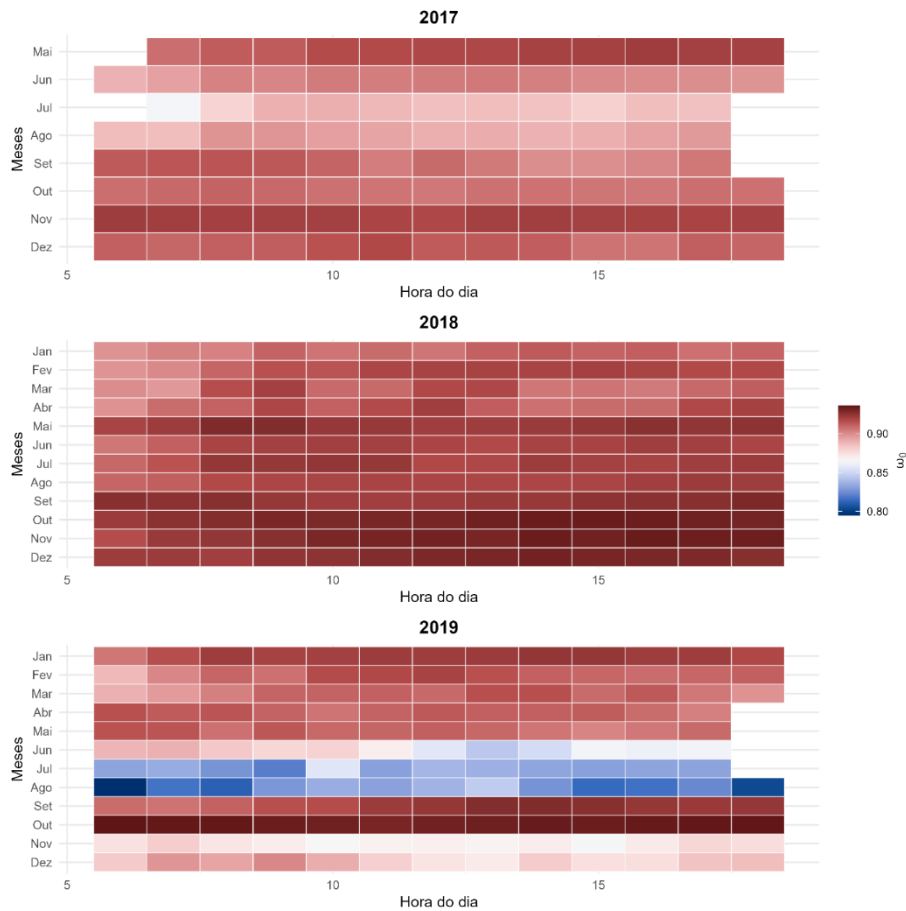 2017
Mai
Jun
Jul
Ago
Set
Out
Nov
Dez
Meses
5 10 15
Hora do dia
2018
Jan
Fev
Mar
Abr
Mai
Jun
Jul
Ago
Set
Out
Nov
Dez
Meses
5 10 15
Hora do dia
0.90
0.85
0.80
ω₀
2019
Jan
Fev
Mar
Abr
Mai
Jun
Jul
Ago
Set
Out
Nov
Dez
Meses
5 10 15
Hora do dia